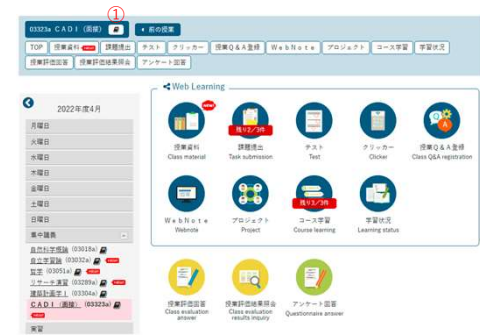 ①
03323a CADⅠ（面接） 前の授業
TOP 授業資料 課題提出 テスト クリッカー 授業Q＆A登録 WebNote プロジェクト コース学習 学習状況
授業評価回答 授業評価結果照会 アンケート回答
Web Learning
2022年度4月
月曜日
火曜日
水曜日
木曜日
金曜日
土曜日
日曜日
集中講義
自然科学概論 (03018a)
自立学習論 (03032a)
哲学 (03051a)
リサーチ演習 (03289a)
建築計画学Ⅰ (03304a)
CADⅠ（面接） (03323a)
実習
授業資料
Class material
残り2/3件
課題提出
Task submission
テスト
Test
クリッカー
Clicker
授業Q＆A登録
Class Q&A registration
WebNote
Webnote
プロジェクト
Project
残り3/3件
コース学習
Course learning
学習状況
Learning status
授業評価回答
Class evaluation
answer
授業評価結果照会
Class evaluation
results inquiry
アンケート回答
Questionnaire answer